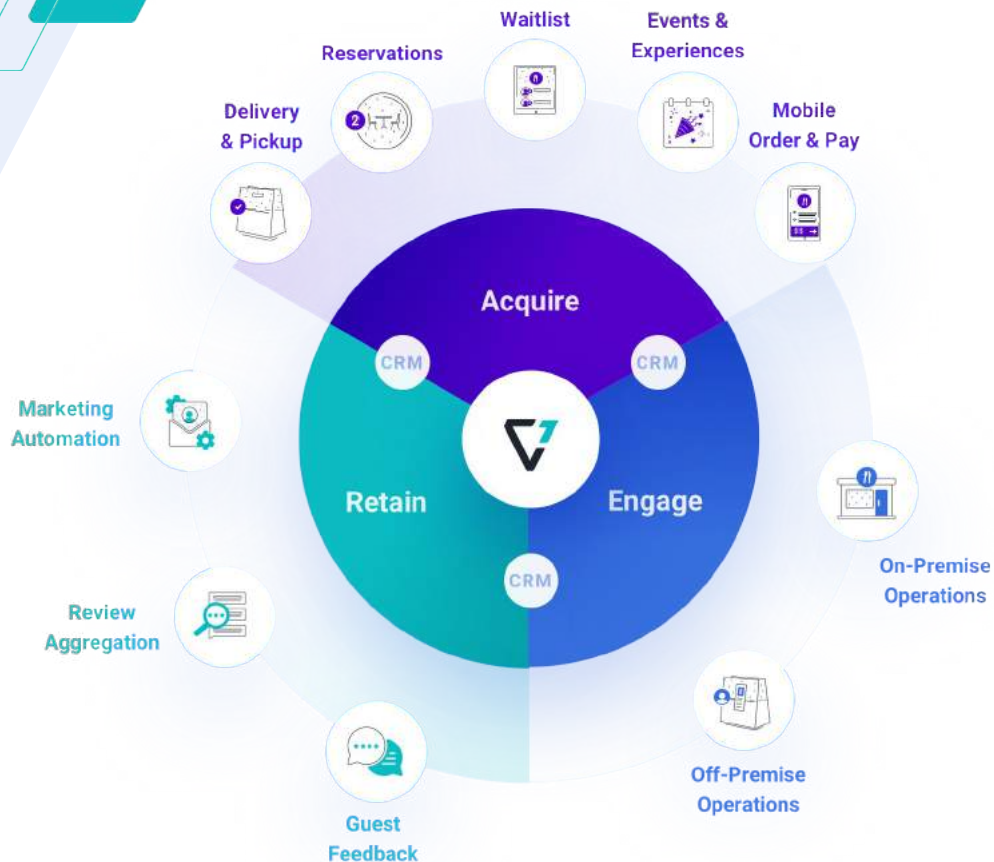 Waitlist
Events &
Experiences
Reservations
Delivery
& Pickup
Mobile
Order & Pay
2
$$
Acquire
CRM
CRM
Marketing
Automation
Retain
Engage
CRM
On-Premise
Operations
Review
Aggregation
Off-Premise
Operations
Guest
Feedback